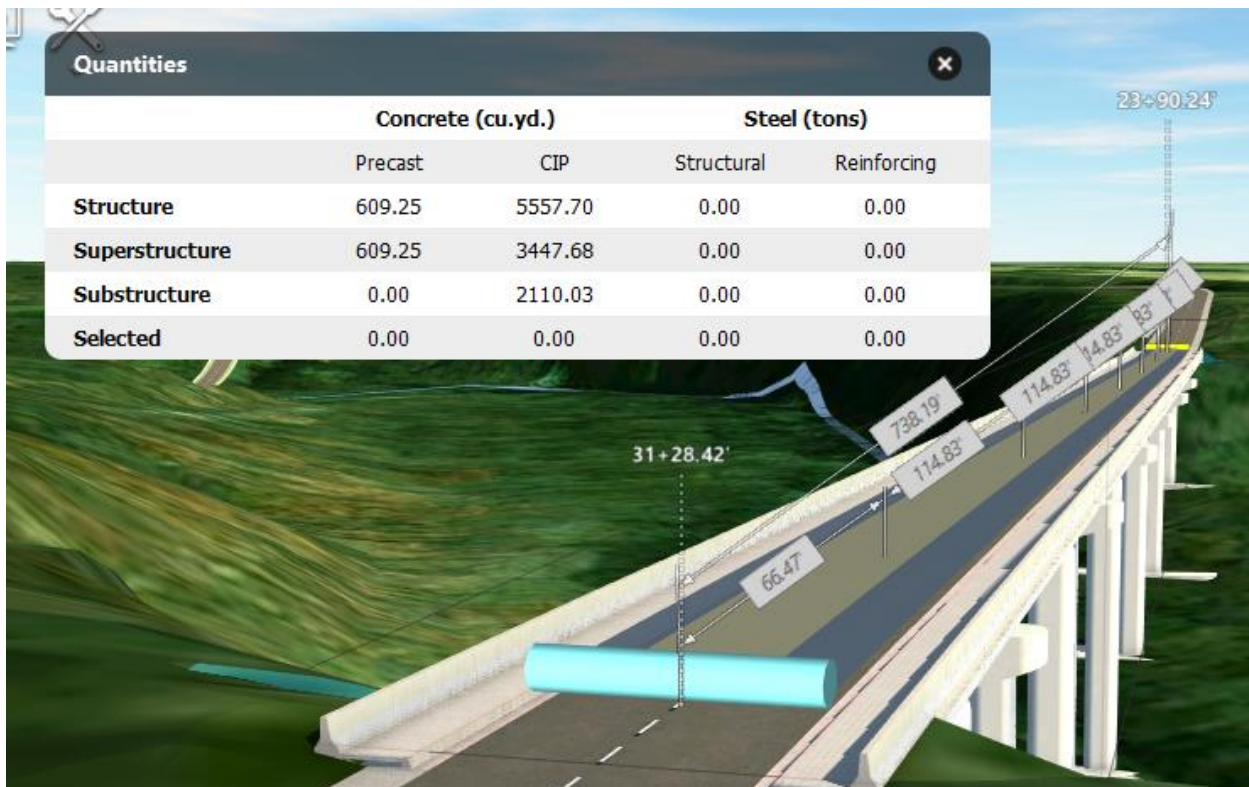 Quantities
Concrete (cu.yd.) Steel (tons)
Precast CIP Structural Reinforcing
Structure 609.25 5557.70 0.00 0.00
Superstructure 609.25 3447.68 0.00 0.00
Substructure 0.00 2110.03 0.00 0.00
Selected 0.00 0.00 0.00 0.00
23+90.24'
114.83'
738.19'
114.83'
31+28.42'
66.47'